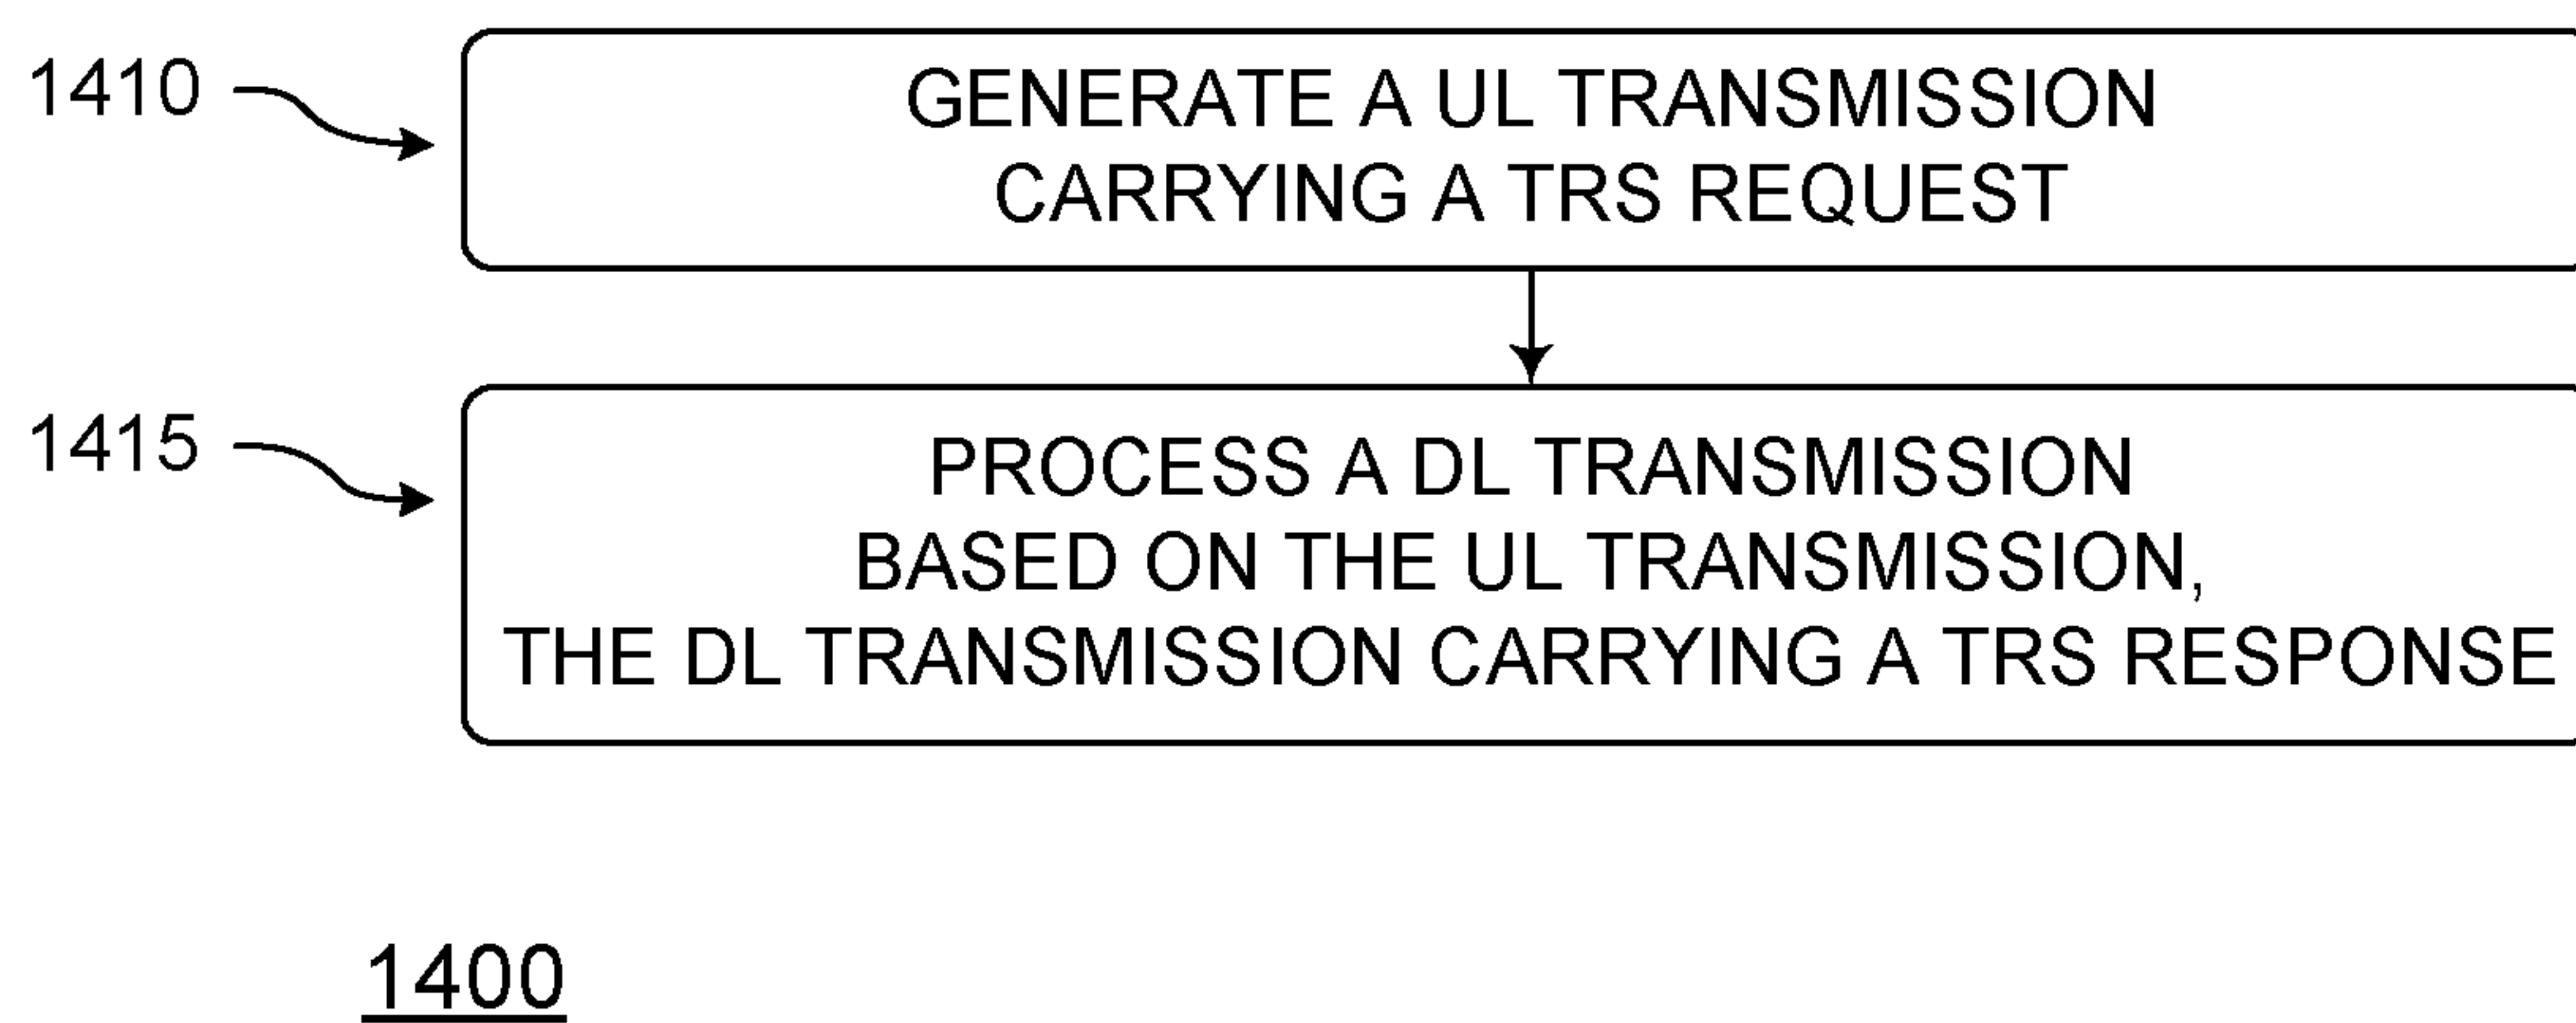 1410
GENERATE A UL TRANSMISSION
CARRYING A TRS REQUEST
1415
PROCESS A DL TRANSMISSION
BASED ON THE UL TRANSMISSION,
THE DL TRANSMISSION CARRYING A TRS RESPONSE
1400